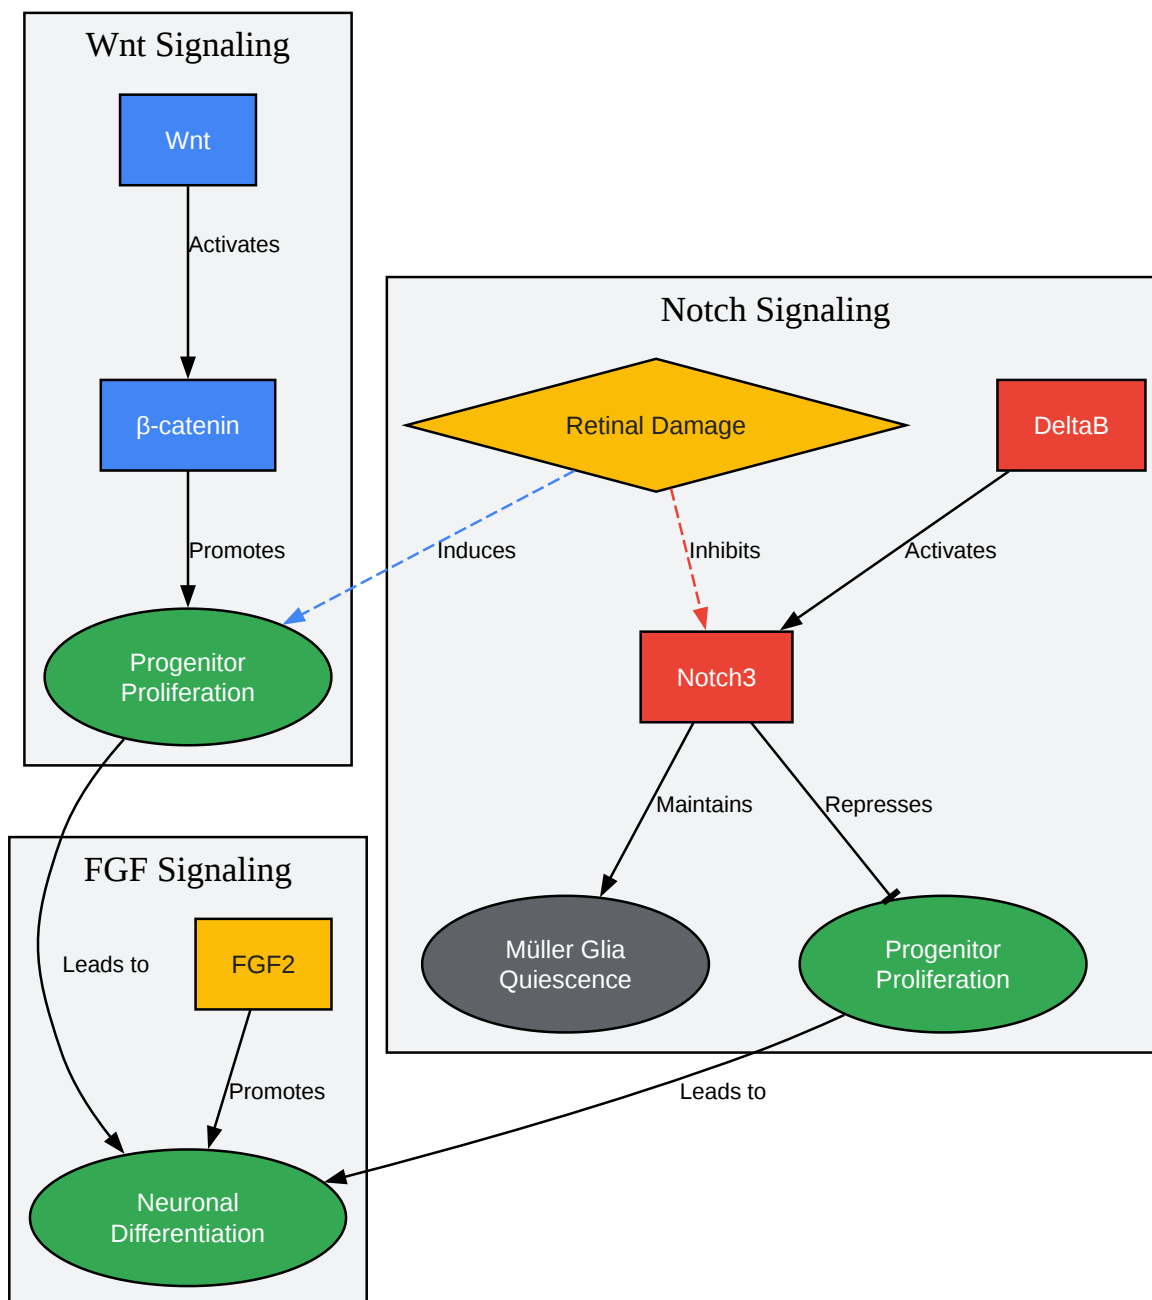 Wnt Signaling
Wnt
Activates
β-catenin
Promotes
Progenitor
Proliferation
Notch Signaling
Retinal Damage
DeltaB
Induces
Inhibits
Activates
Notch3
Maintains
Represses
Müller Glia
Quiescence
Progenitor
Proliferation
FGF Signaling
Leads to
FGF2
Promotes
Leads to
Neuronal
Differentiation